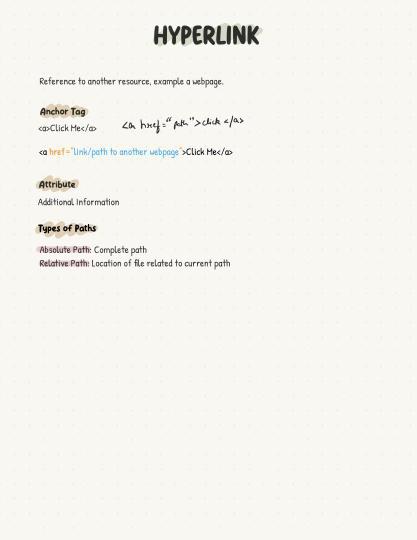 HYPERLINK
Reference to another resource, example a webpage.
Anchor Tag
<a>Click Me</a>
<a href="path">click</a>
<a href="link/path to another webpage">Click Me</a>
Attribute
Additional Information
Types of Paths
Absolute Path: Complete path
Relative Path: Location of file related to current path